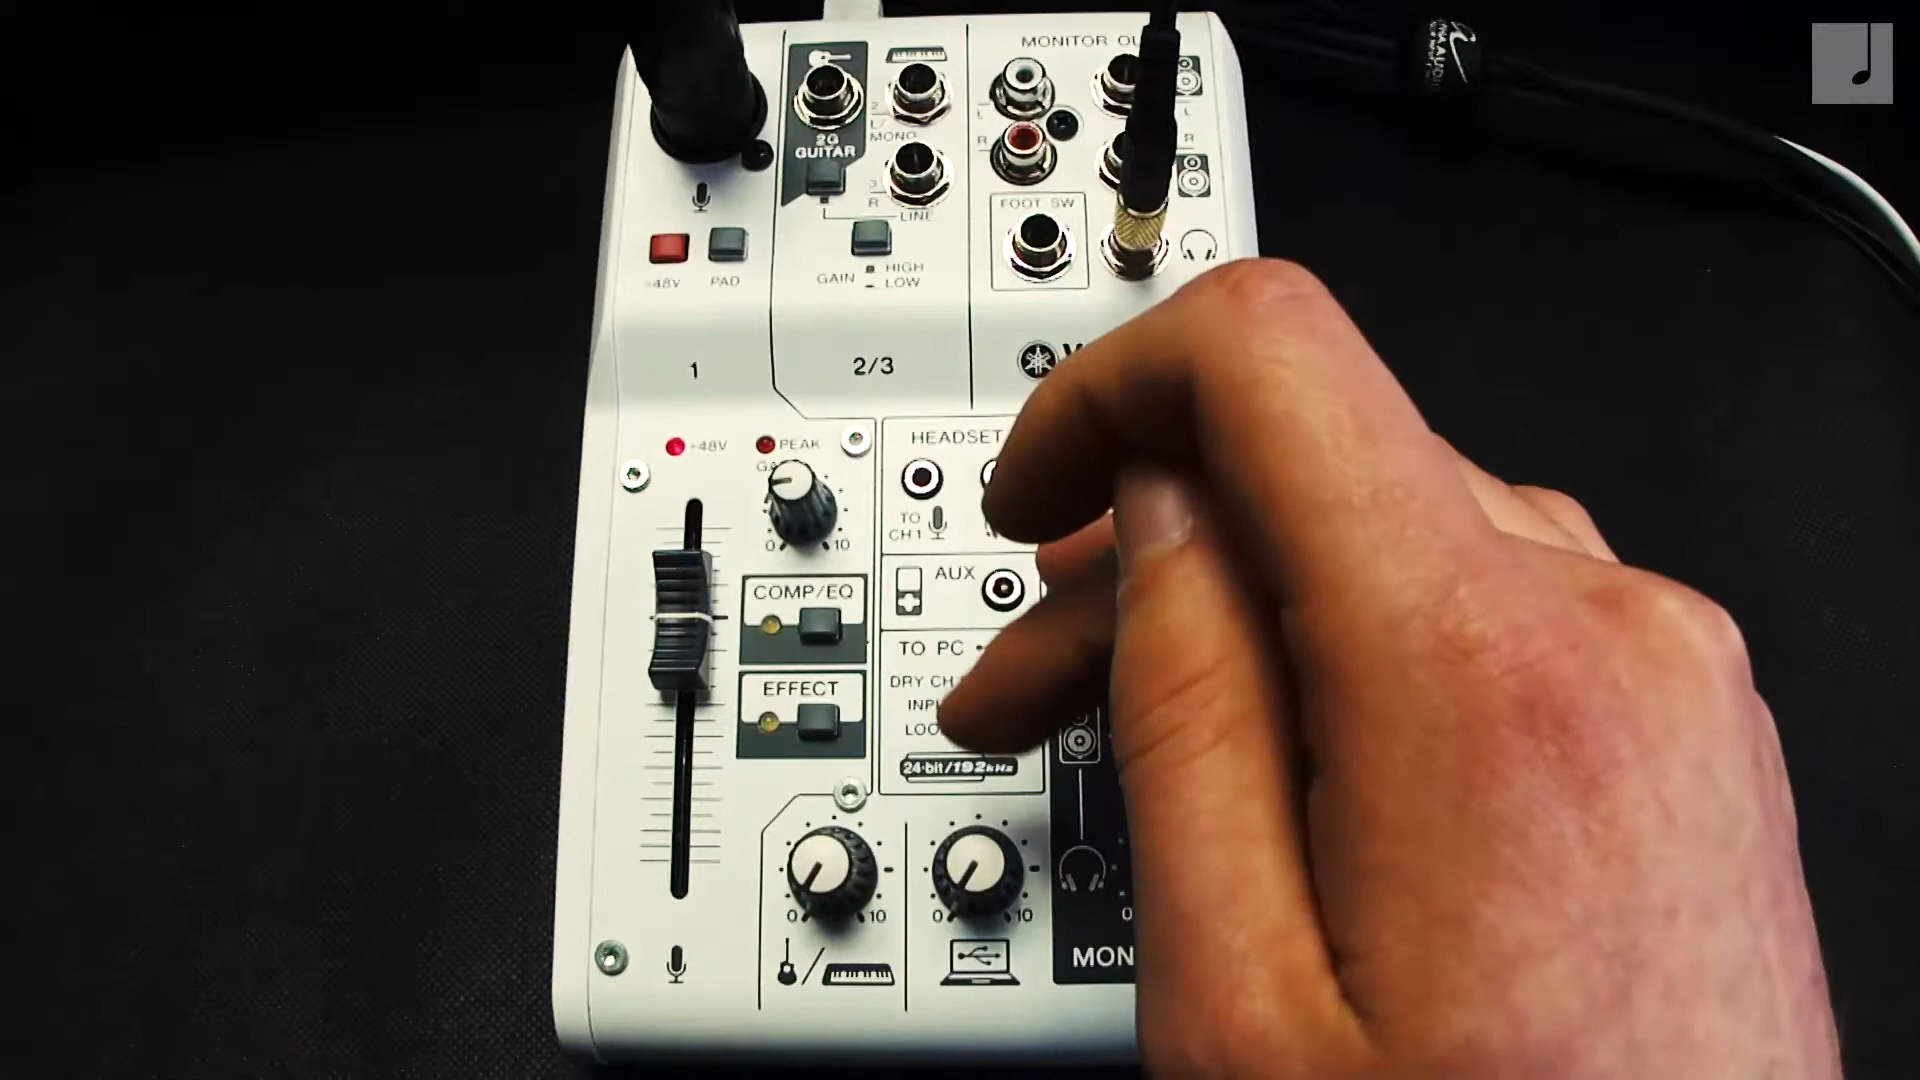 MONITOR OU
L
R
L
R
2G
GUITAR
2
L/
MONO
3
R
LINE
FOOT SW
+48V
PAD
GAIN
HIGH
LOW
1
2/3
+48V
PEAK
GA
0
10
HEADSET
TO
CH1
COMP/EQ
AUX
EFFECT
TO PC
DRY CH
INPU
LOO
24-bit/192kHz
0
10
0
10
0
MON